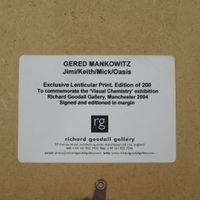 GERED MANKOWITZ
Jimi/Keith/Mick/Oasis
Exclusive Lenticular Print. Edition of 200
To commemorate the 'Visual Chemistry' exhibition
Richard Goodall Gallery, Manchester 2004
Signed and editioned in margin
rg
richard goodall gallery